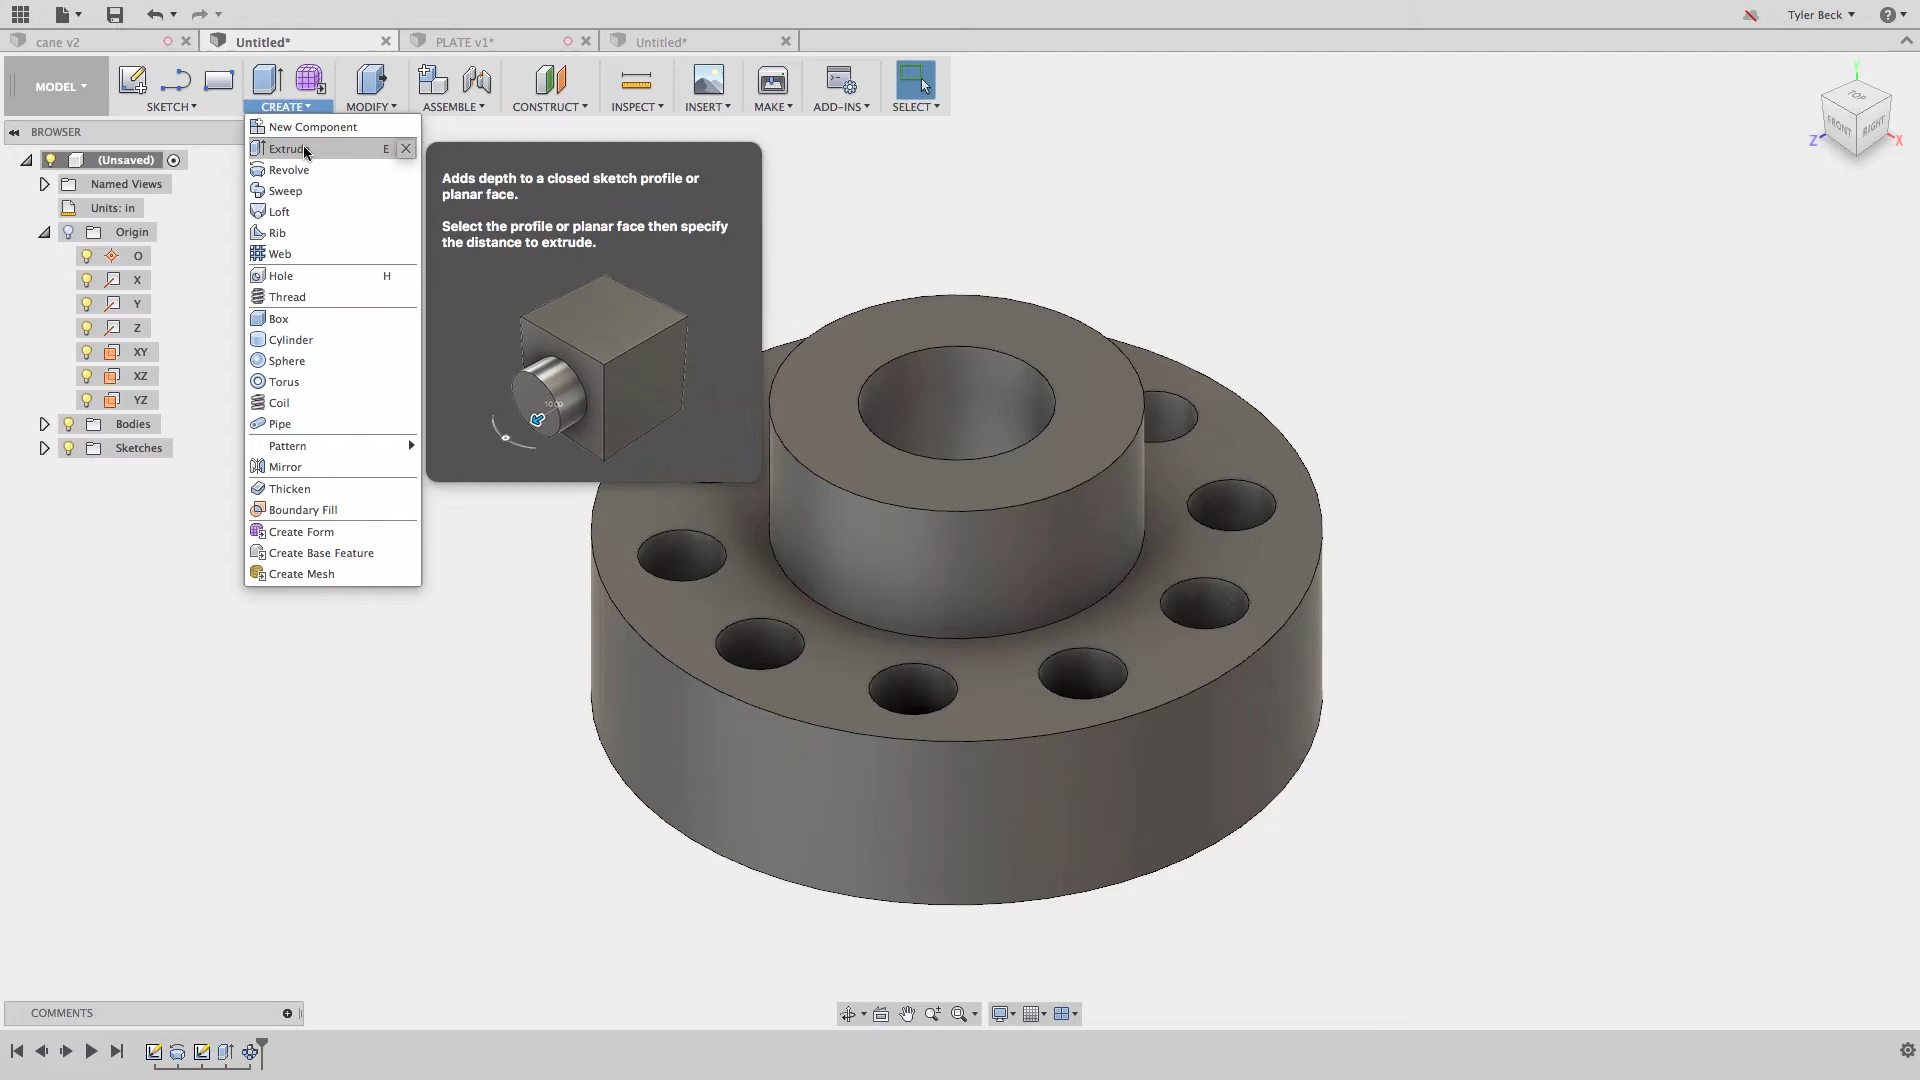 Tyler Beck
cane v2
Untitled*
PLATE v1*
Untitled*
MODEL
SKETCH
CREATE
MODIFY
ASSEMBLE
CONSTRUCT
INSPECT
INSERT
MAKE
ADD-INS
SELECT
BROWSER
(Unsaved)
Named Views
Units: in
Origin
O
X
Y
Z
XY
XZ
YZ
Bodies
Sketches
New Component
Extrude E
Revolve
Sweep
Loft
Rib
Web
Hole H
Thread
Box
Cylinder
Sphere
Torus
Coil
Pipe
Pattern
Mirror
Thicken
Boundary Fill
Create Form
Create Base Feature
Create Mesh
Adds depth to a closed sketch profile or
planar face.
Select the profile or planar face then specify
the distance to extrude.
10.00
Y
TOP
FRONT
RIGHT
Z
X
COMMENTS